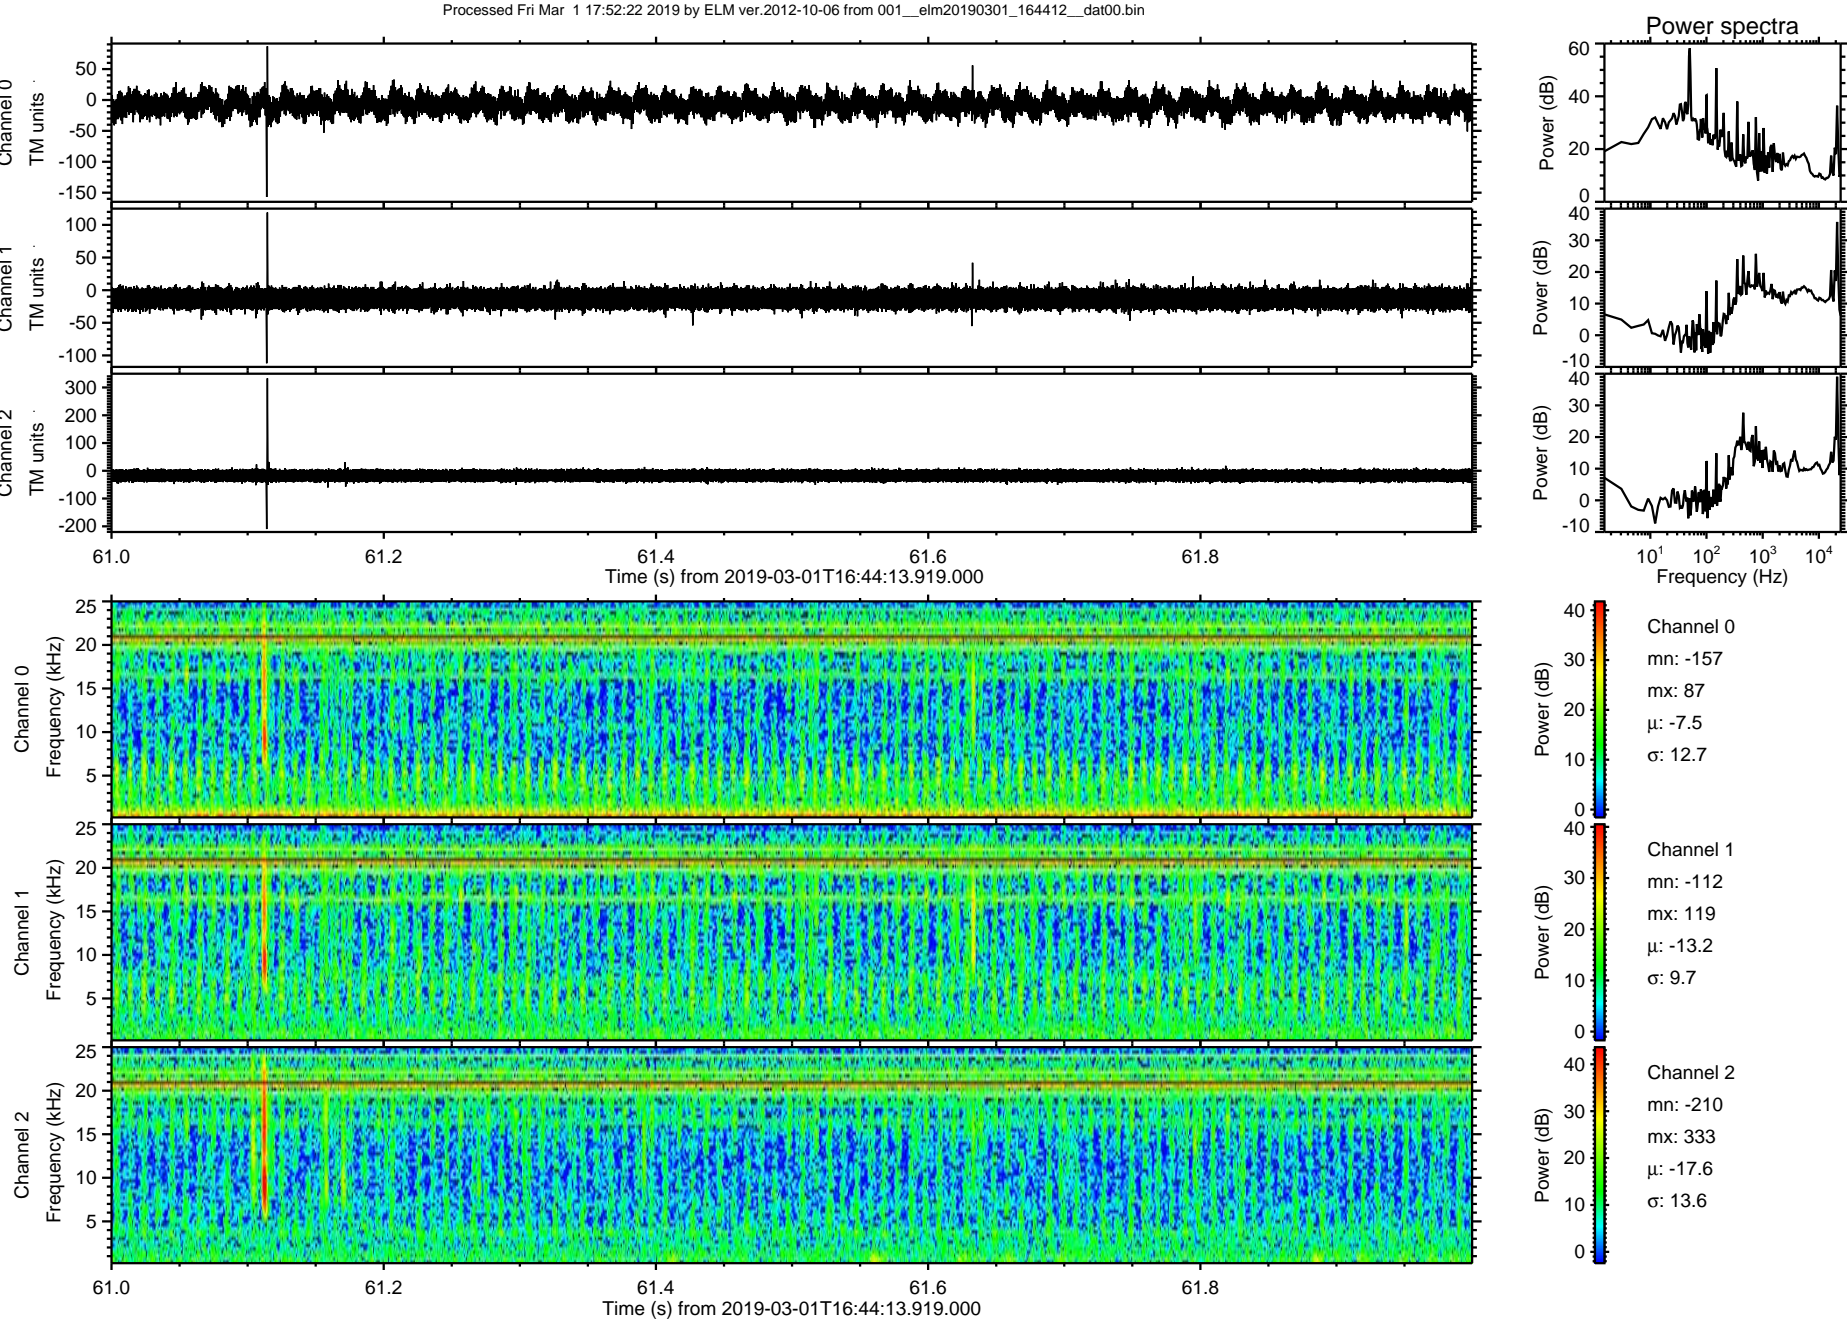 Processed Fri Mar  1 17:52:22 2019 by ELM ver.2012-10-06 from 001__elm20190301_164412__dat00.bin
Power spectra
Channel 0
TM units
50
0
-50
-100
-150
Power (dB)
60
40
20
0
Channel 1
TM units
100
50
0
-50
-100
Power (dB)
40
30
20
10
0
-10
Channel 2
TM units
300
200
100
0
-100
-200
Power (dB)
40
30
20
10
0
-10
61.0 61.2 61.4 61.6 61.8
Time (s) from 2019-03-01T16:44:13.919.000
10^1 10^2 10^3 10^4
Frequency (Hz)
Channel 0
Frequency (kHz)
25
20
15
10
5
Power (dB)
40
30
20
10
0
Channel 0
mn: -157
mx: 87
μ: -7.5
σ: 12.7
Channel 1
Frequency (kHz)
25
20
15
10
5
Power (dB)
40
30
20
10
0
Channel 1
mn: -112
mx: 119
μ: -13.2
σ: 9.7
Channel 2
Frequency (kHz)
25
20
15
10
5
Power (dB)
40
30
20
10
0
Channel 2
mn: -210
mx: 333
μ: -17.6
σ: 13.6
61.0 61.2 61.4 61.6 61.8
Time (s) from 2019-03-01T16:44:13.919.000